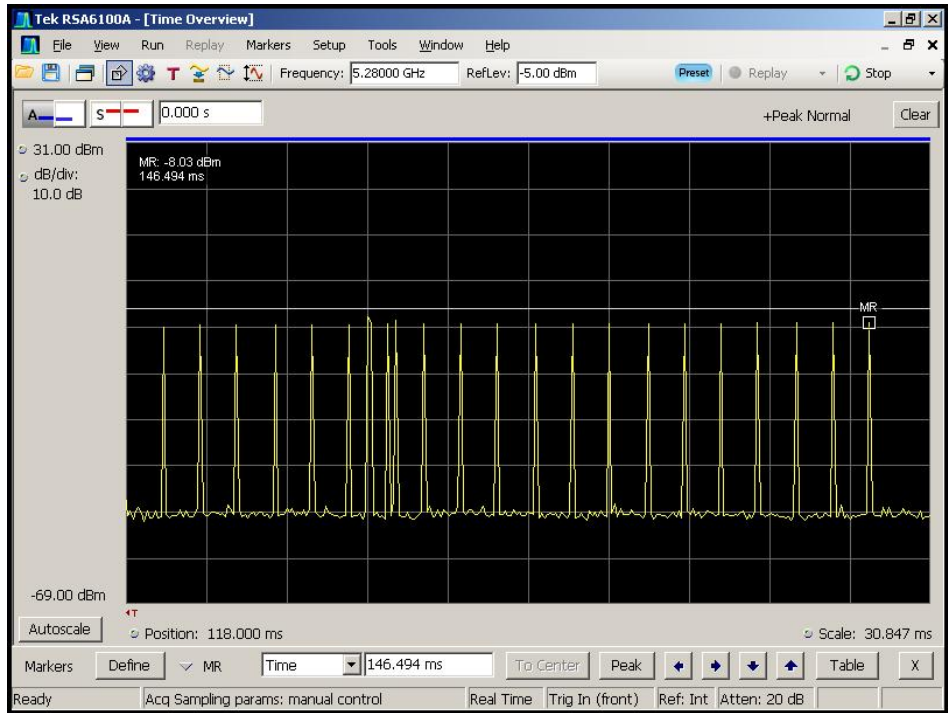 Tek RSA6100A - [Time Overview]
File View Run Replay Markers Setup Tools Window Help
T Frequency: 5.28000 GHz RefLev: -5.00 dBm Preset Replay Stop
A S 0.000 s +Peak Normal Clear
31.00 dBm
dB/div:
10.0 dB
MR: -8.03 dBm
146.494 ms
MR
-69.00 dBm
T
Autoscale Position: 118.000 ms Scale: 30.847 ms
Markers Define MR Time 146.494 ms To Center Peak Table X
Ready Acq Sampling params: manual control Real Time Trig In (front) Ref: Int Atten: 20 dB